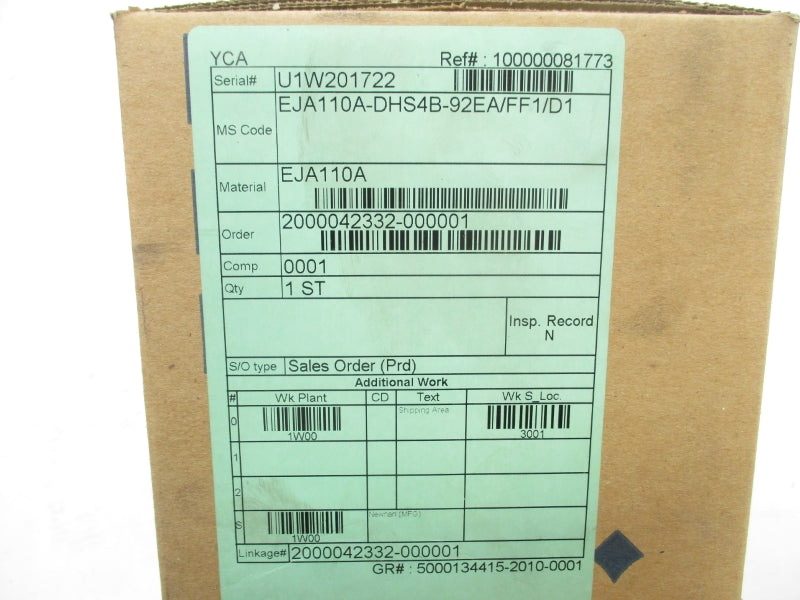 YCA Ref# : 100000081773
Serial# U1W201722
MS Code EJA110A-DHS4B-92EA/FF1/D1
Material EJA110A
Order 2000042332-000001
Comp 0001
Qty 1 ST
Insp. Record
N
S/O type Sales Order (Prd)
Additional Work
# Wk Plant CD Text Wk S_Loc.
0 1W00 Shipping Area 3001
1
2
S 1W00 Newnan (MFG)
Linkage# 2000042332-000001
GR# : 5000134415-2010-0001